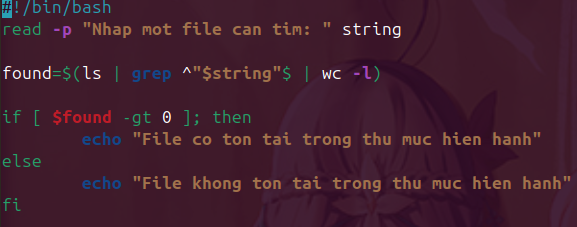 #!/bin/bash
read -p "Nhap mot file can tim: " string
found=$(ls | grep ^"$string"$ | wc -l)
if [ $found -gt 0 ]; then
        echo "File co ton tai trong thu muc hien hanh"
else
        echo "File khong ton tai trong thu muc hien hanh"
fi